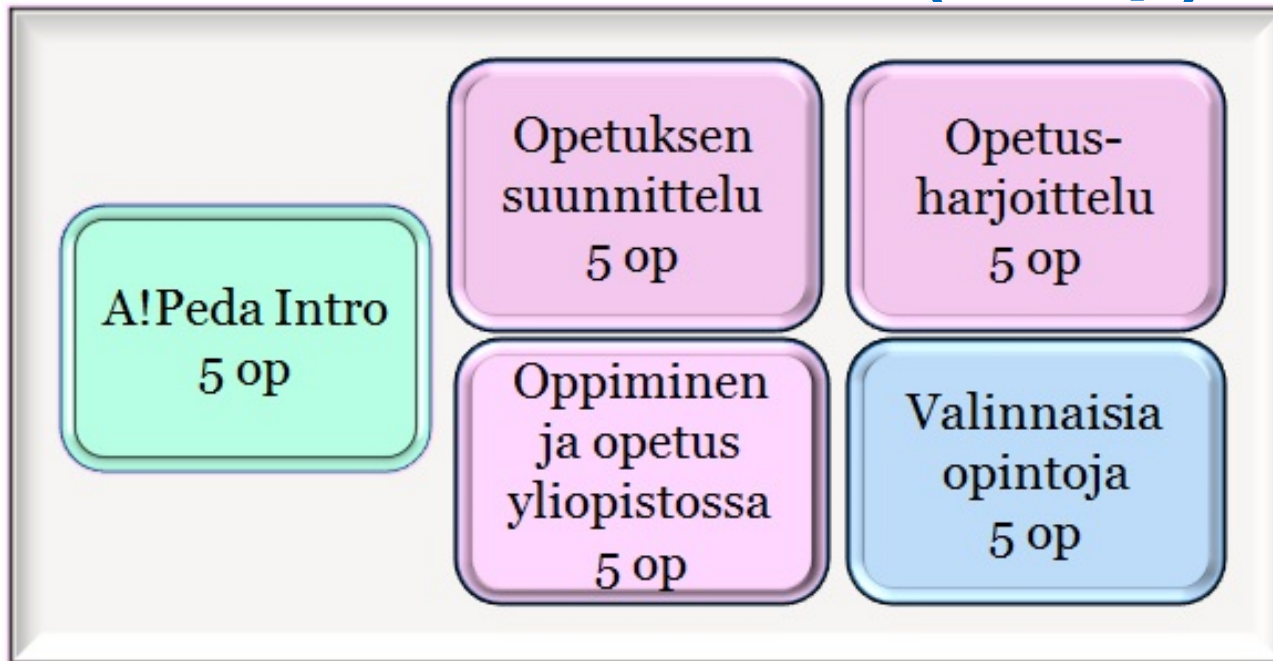 A!Peda Intro
5 op
Opetuksen
suunnittelu
5 op
Opetus-
harjoittelu
5 op
Oppiminen
ja opetus
yliopistossa
5 op
Valinnaisia
opintoja
5 op